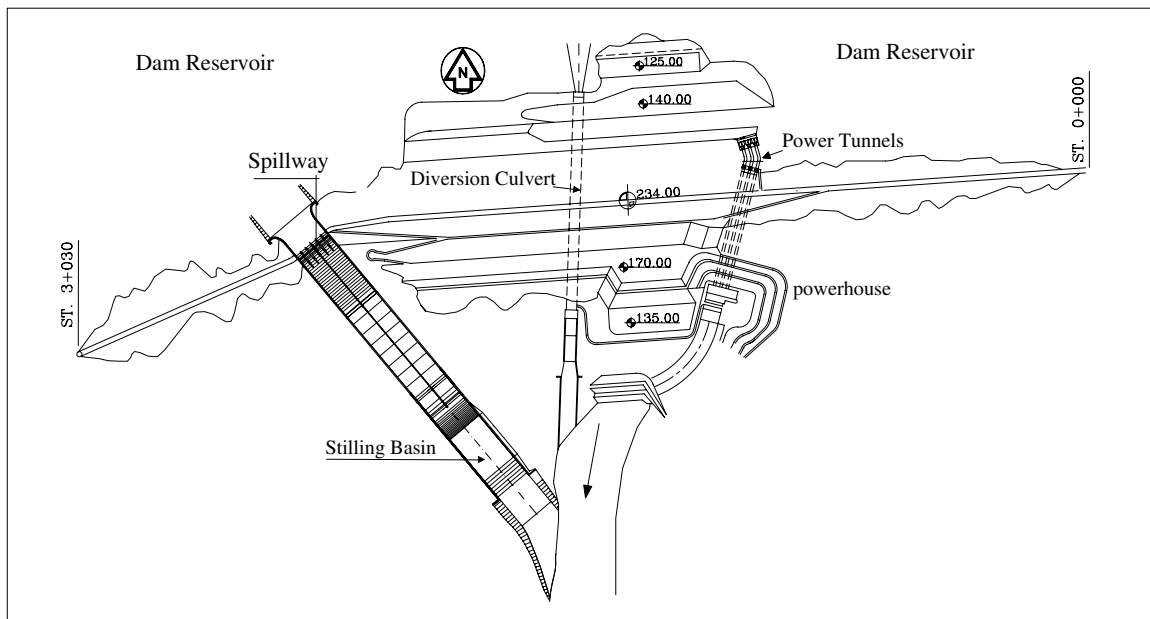 Dam Reservoir
Dam Reservoir
N
125.00
140.00
ST. 0+000
Power Tunnels
Spillway
Diversion Culvert
234.00
ST. 3+030
170.00
powerhouse
135.00
Stilling Basin